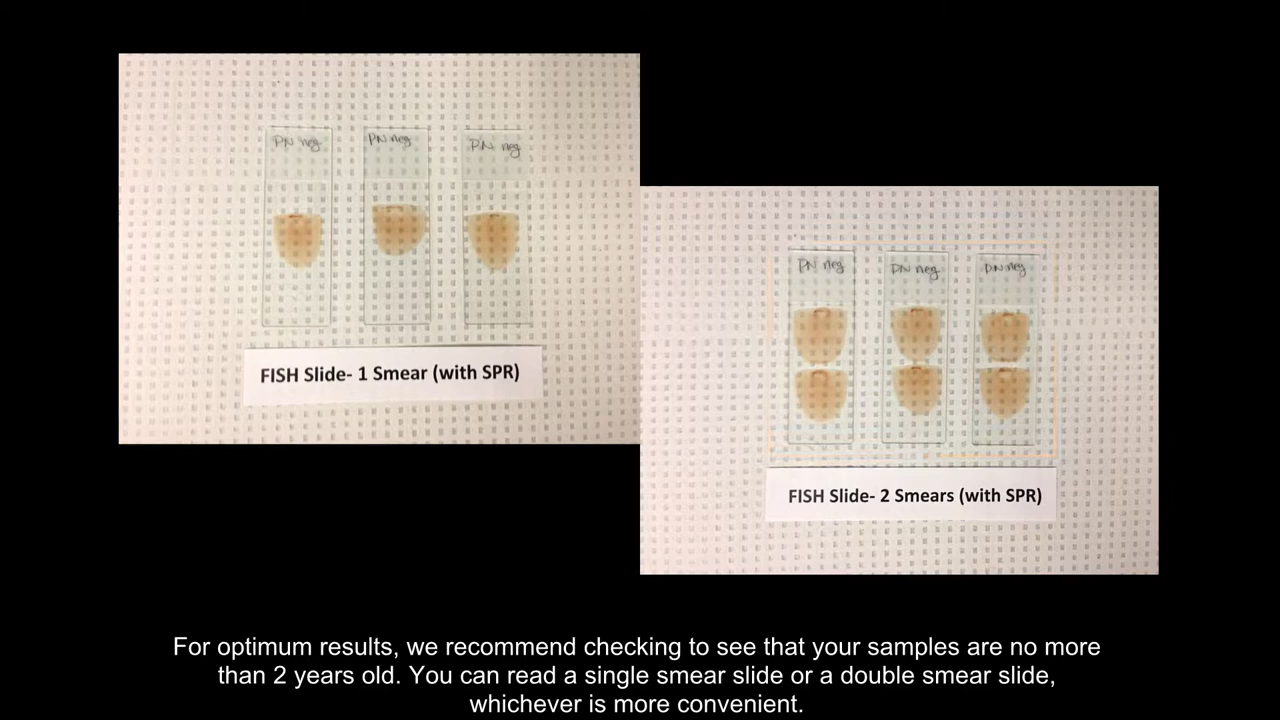 PN neg
PN neg
PN neg
FISH Slide- 1 Smear (with SPR)
PN neg
PN neg
PN neg
FISH Slide- 2 Smears (with SPR)
For optimum results, we recommend checking to see that your samples are no more
than 2 years old. You can read a single smear slide or a double smear slide,
whichever is more convenient.